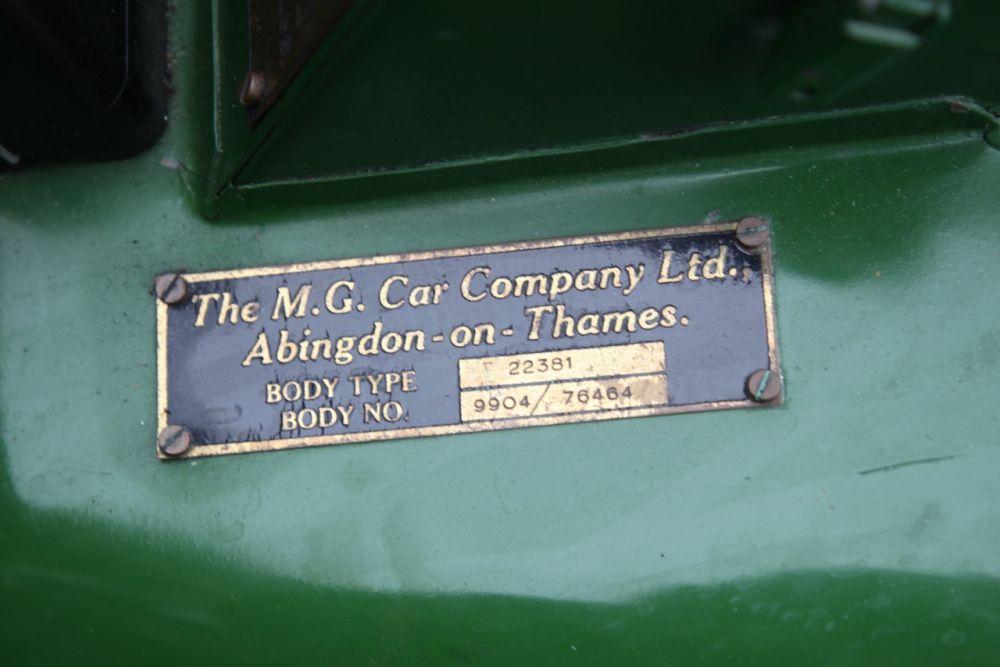 The M.G. Car Company Ltd.,
Abingdon-on-Thames.
BODY TYPE 22381
BODY NO. 9904/76464